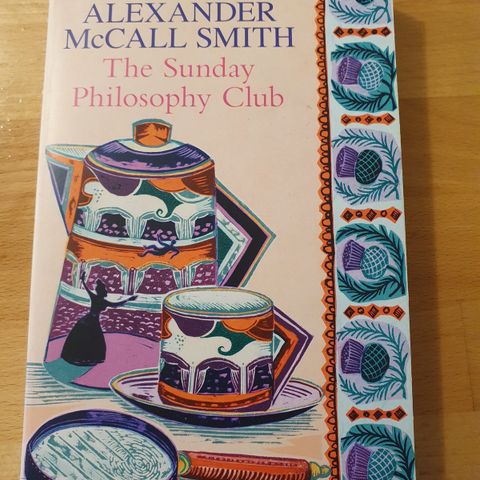 ALEXANDER
McCALL SMITH
The Sunday
Philosophy Club